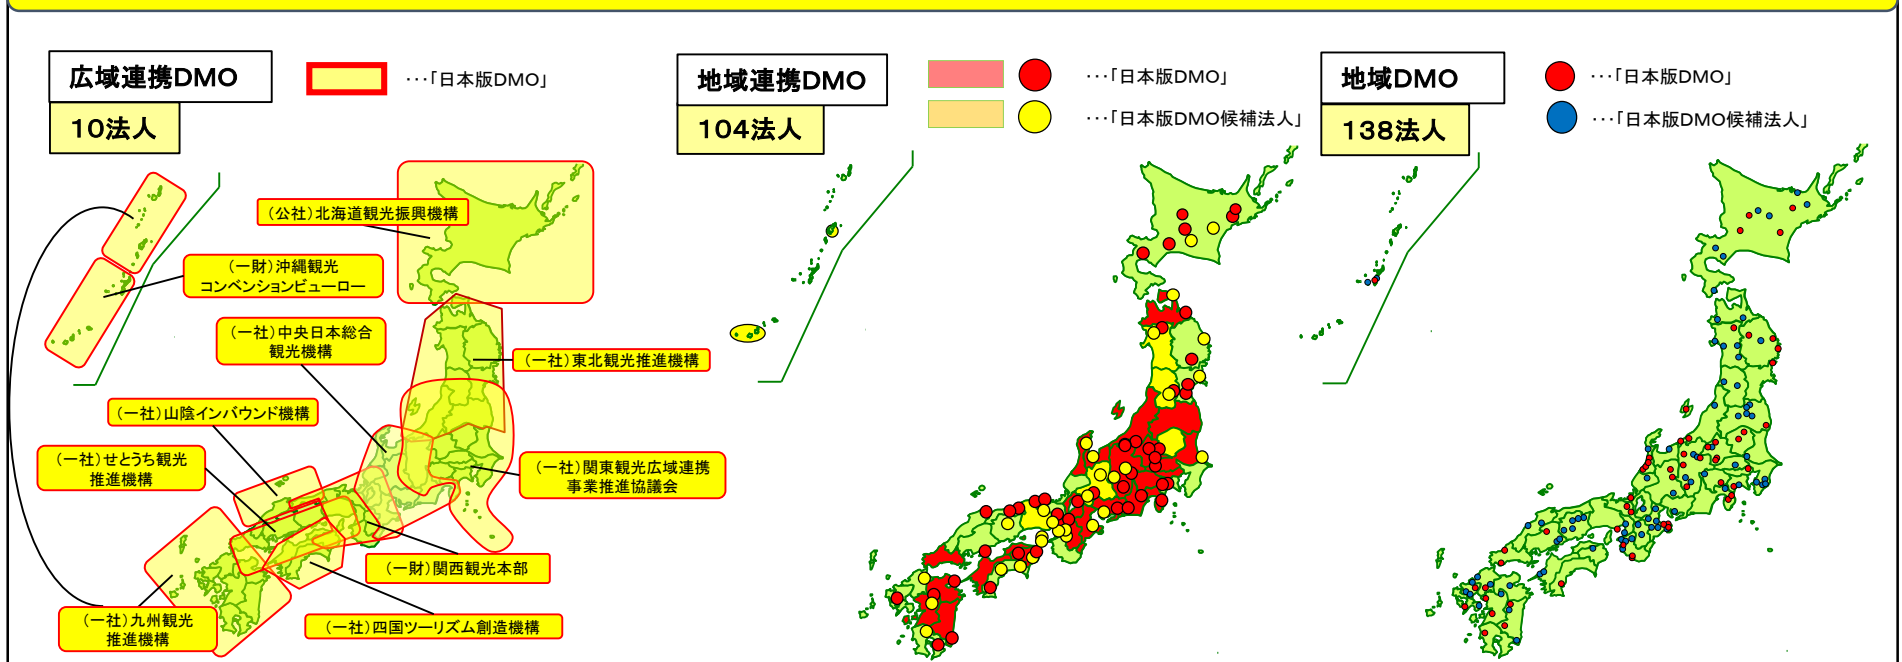 広域連携DMO
10法人
…「日本版DMO」
(公社)北海道観光振興機構
(一財)沖縄観光
コンベンションビューロー
(一社)中央日本総合
観光機構
(一社)東北観光推進機構
(一社)山陰インバウンド機構
(一社)せとうち観光
推進機構
(一社)関東観光広域連携
事業推進協議会
(一財)関西観光本部
(一社)九州観光
推進機構
(一社)四国ツーリズム創造機構
地域連携DMO
104法人
…「日本版DMO」
…「日本版DMO候補法人」
地域DMO
138法人
…「日本版DMO」
…「日本版DMO候補法人」